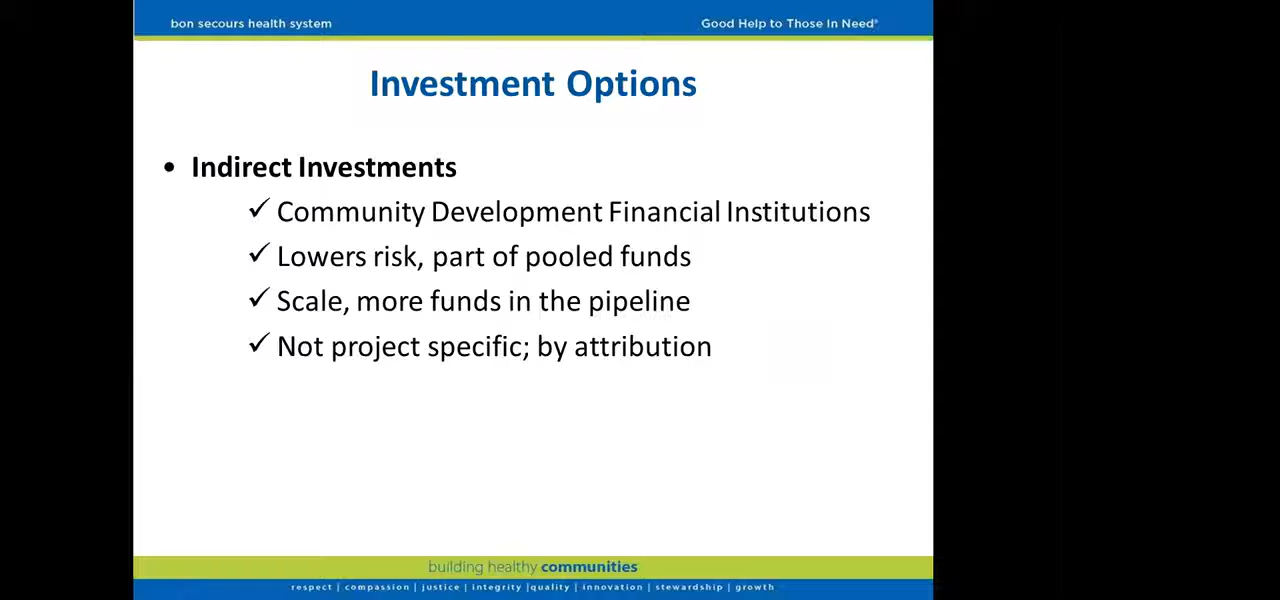 bon secours health system
Good Help to Those In Need®
Investment Options
• Indirect Investments
✓ Community Development Financial Institutions
✓ Lowers risk, part of pooled funds
✓ Scale, more funds in the pipeline
✓ Not project specific; by attribution
building healthy communities
respect | compassion | justice | integrity |quality | innovation | stewardship | growth